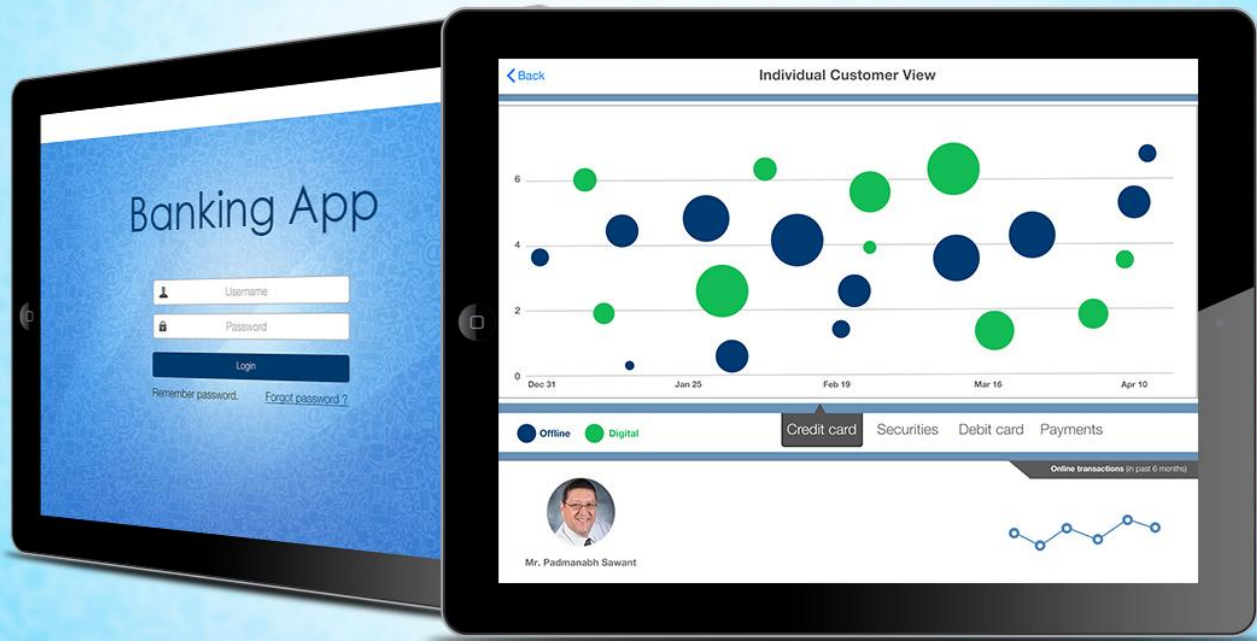 Banking App
Username
Password
Login
Remember password. Forgot password ?
Back
Individual Customer View
6
4
2
0
Dec 31 Jan 25 Feb 19 Mar 16 Apr 10
Offline Digital Credit card Securities Debit card Payments
Online transactions (in past 6 months)
Mr. Padmanabh Sawant